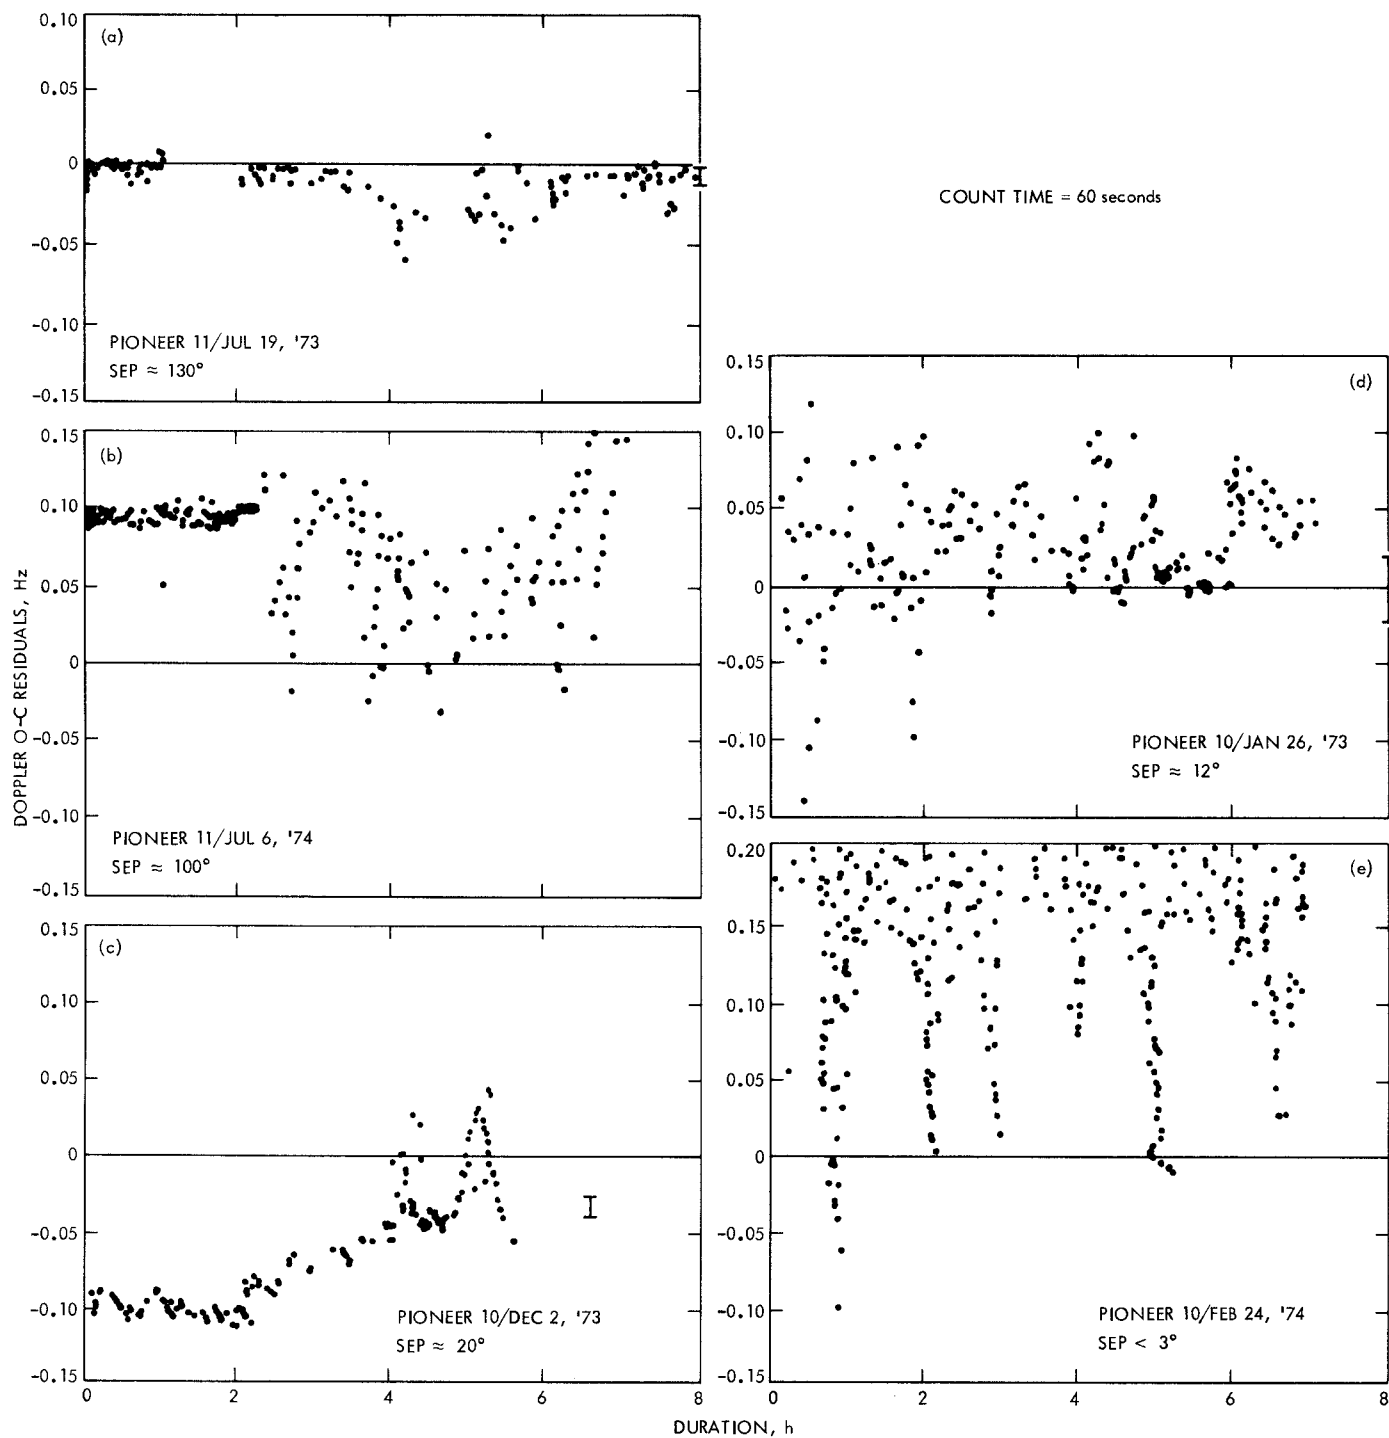 DOPPLER O-C RESIDUALS, Hz
(a)
0.10
0.05
0
-0.05
-0.10
-0.15
PIONEER 11/JUL 19, '73
SEP ≈ 130°
COUNT TIME = 60 seconds
(b)
0.15
0.10
0.05
0
-0.05
-0.10
-0.15
PIONEER 11/JUL 6, '74
SEP ≈ 100°
(c)
0.15
0.10
0.05
0
-0.05
-0.10
-0.15
PIONEER 10/DEC 2, '73
SEP ≈ 20°
0 2 4 6 8
(d)
0.15
0.10
0.05
0
-0.05
-0.10
-0.15
PIONEER 10/JAN 26, '73
SEP ≈ 12°
(e)
0.20
0.15
0.10
0.05
0
-0.05
-0.10
-0.15
PIONEER 10/FEB 24, '74
SEP < 3°
2 4 6 8
DURATION, h